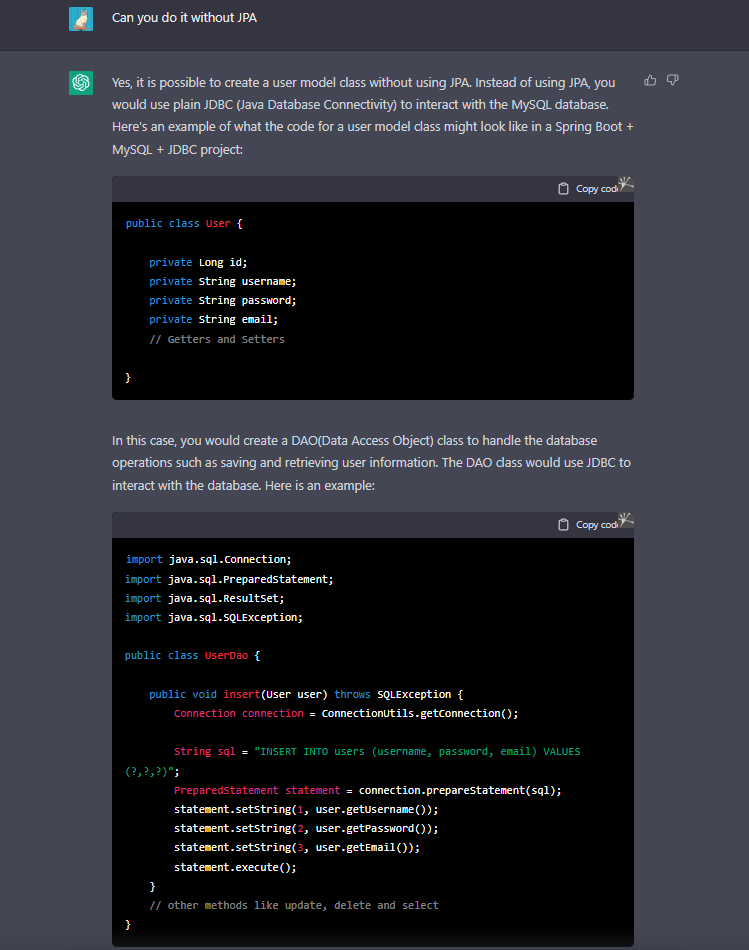 Can you do it without JPA
Yes, it is possible to create a user model class without using JPA. Instead of using JPA, you
would use plain JDBC (Java Database Connectivity) to interact with the MySQL database.
Here's an example of what the code for a user model class might look like in a Spring Boot +
MySQL + JDBC project:
Copy code
public class User {
    private Long id;
    private String username;
    private String password;
    private String email;
    // Getters and Setters
}
In this case, you would create a DAO(Data Access Object) class to handle the database
operations such as saving and retrieving user information. The DAO class would use JDBC to
interact with the database. Here is an example:
Copy code
import java.sql.Connection;
import java.sql.PreparedStatement;
import java.sql.ResultSet;
import java.sql.SQLException;
public class UserDao {
    public void insert(User user) throws SQLException {
        Connection connection = ConnectionUtils.getConnection();
        String sql = "INSERT INTO users (username, password, email) VALUES
(?,?,?)";
        PreparedStatement statement = connection.prepareStatement(sql);
        statement.setString(1, user.getUsername());
        statement.setString(2, user.getPassword());
        statement.setString(3, user.getEmail());
        statement.execute();
    }
    // other methods like update, delete and select
}